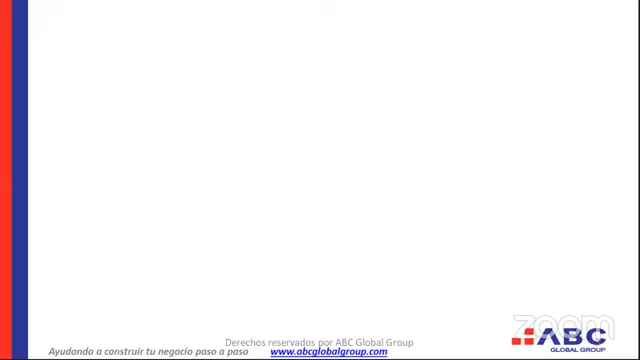 zoom
ABC
GLOBAL GROUP
Derechos reservados por ABC Global Group
Ayudando a construir tu negocio paso a paso www.abcglobalgroup.com